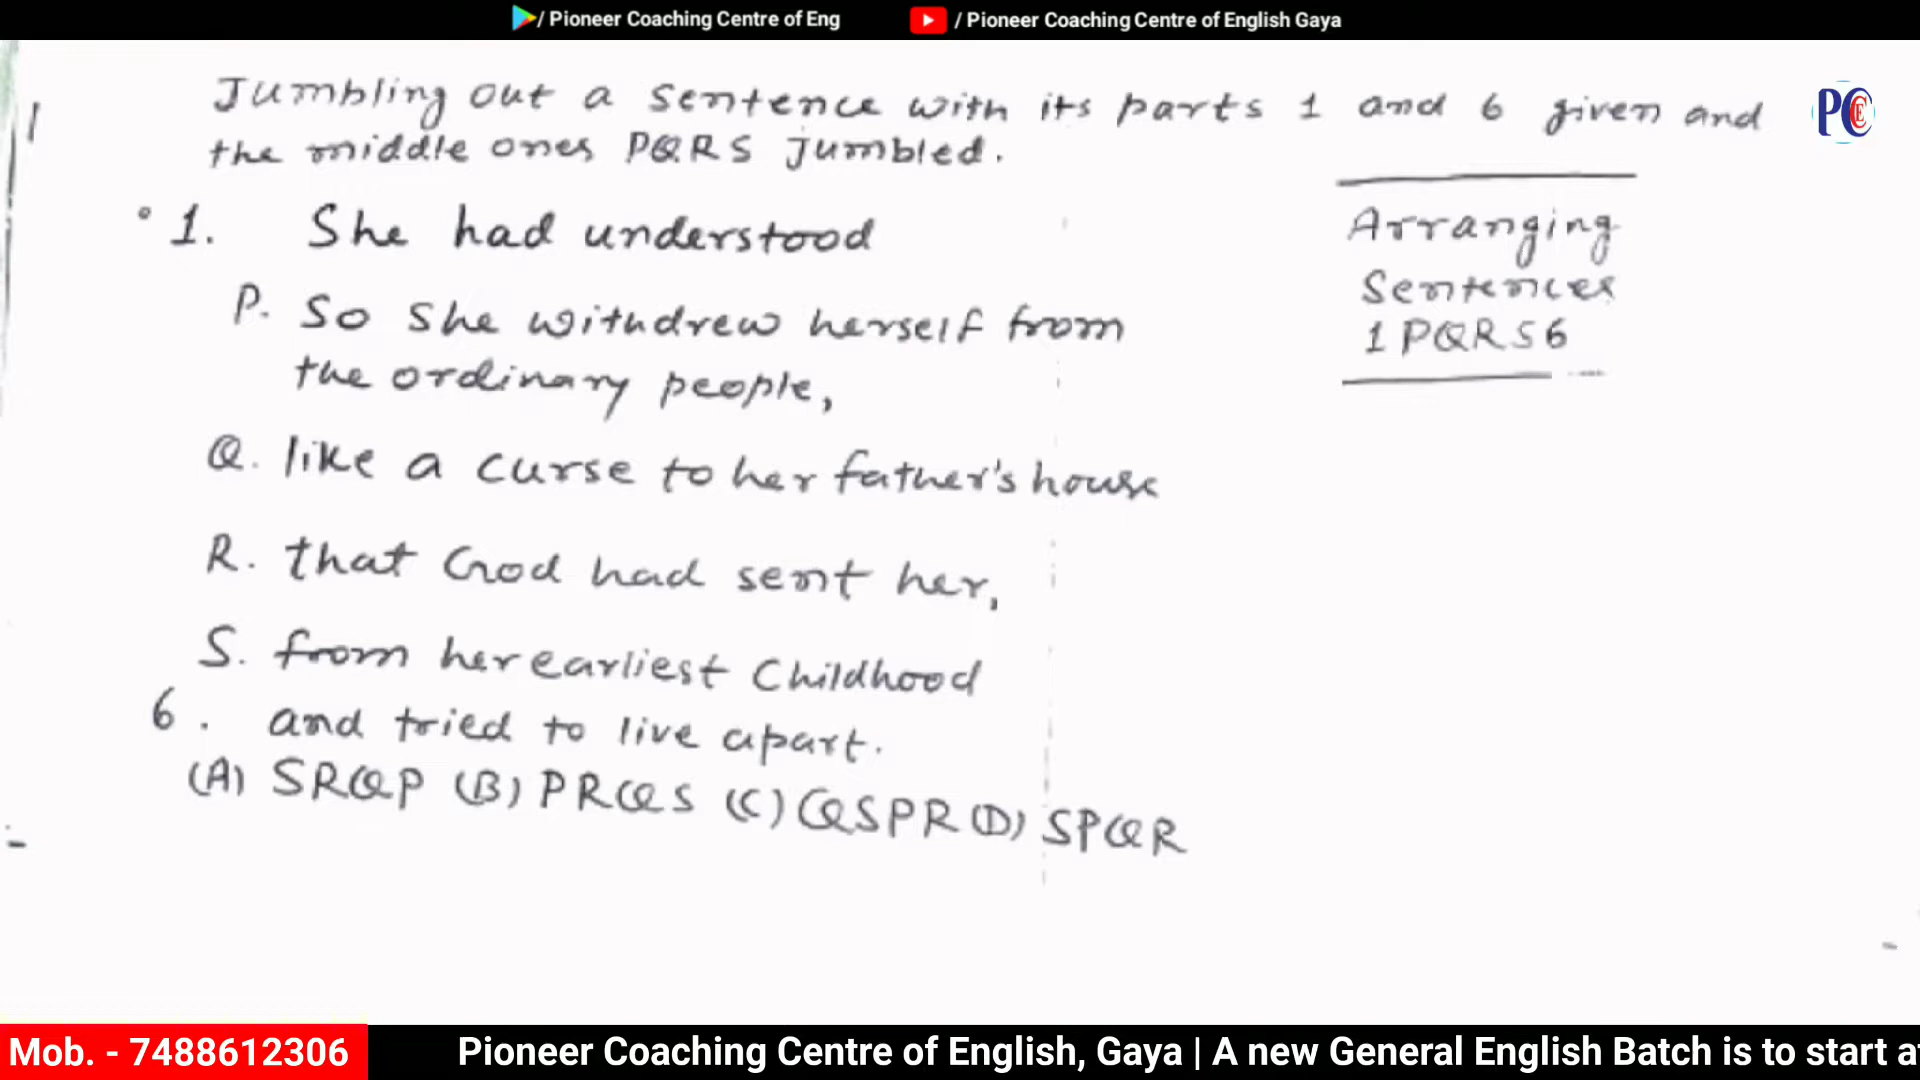 / Pioneer Coaching Centre of Eng
/ Pioneer Coaching Centre of English Gaya
Jumbling out a sentence with its parts 1 and 6 given and
the middle ones PQRS jumbled.
PCCE
Arranging
Sentences
1 PQRS6
1. She had understood
P. So she withdrew herself from
the ordinary people,
Q. like a curse to her father's house
R. that God had sent her,
S. from her earliest Childhood
6. and tried to live apart.
(A) SRQP (B) PRQS (C) QSPR (D) SPQR
Mob. - 7488612306
Pioneer Coaching Centre of English, Gaya | A new General English Batch is to start a